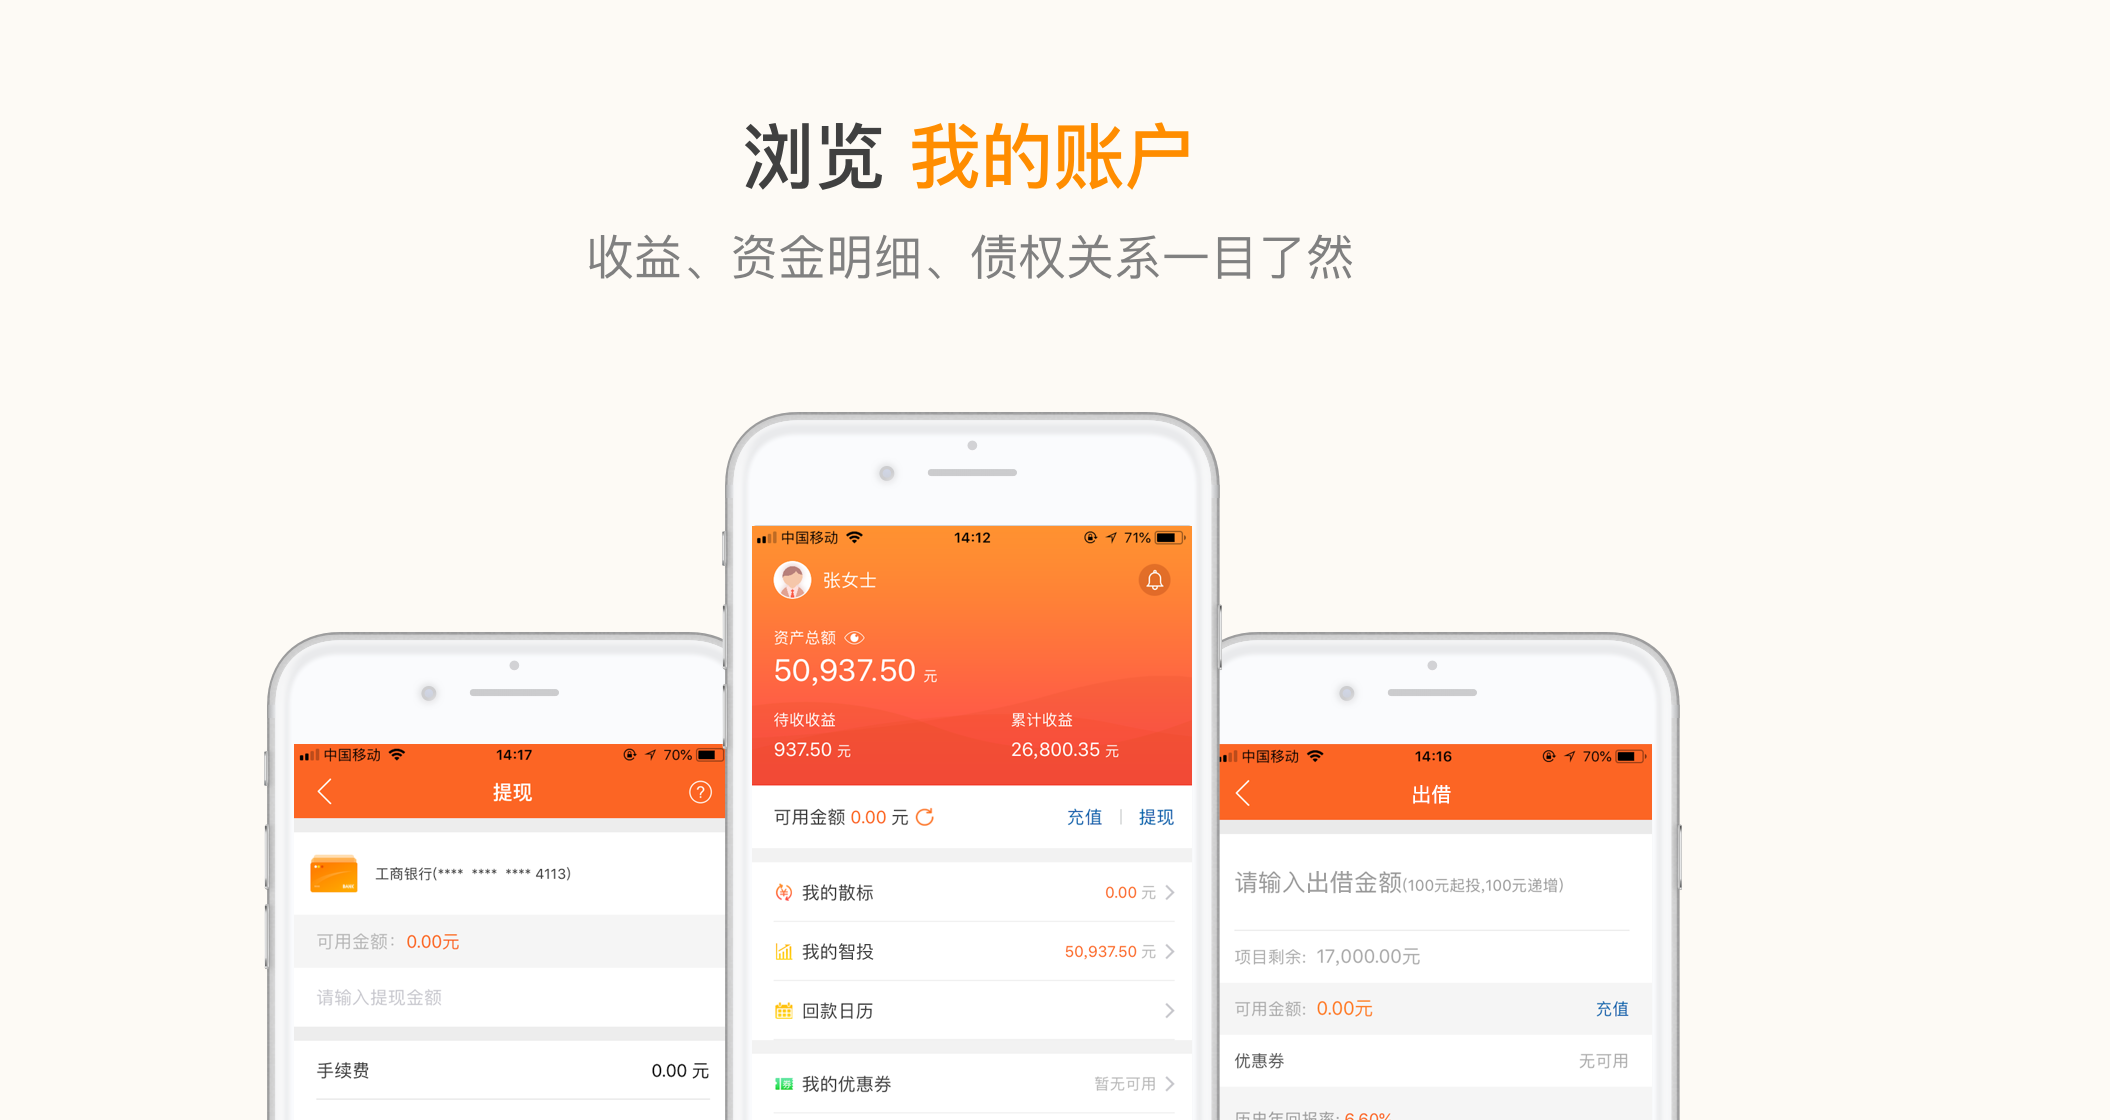 浏览 我的账户
收益、资金明细、债权关系一目了然
中国移动 14:17 70%
提现
?
工商银行(**** **** **** 4113)
可用金额: 0.00元
请输入提现金额
手续费 0.00 元
中国移动 14:12 71%
张女士
资产总额
50,937.50 元
待收收益 累计收益
937.50 元 26,800.35 元
可用金额 0.00 元 充值 | 提现
我的散标 0.00 元
我的智投 50,937.50 元
回款日历
券 我的优惠券 暂无可用
中国移动 14:16 70%
出借
请输入出借金额(100元起投,100元递增)
项目剩余: 17,000.00元
可用金额: 0.00元 充值
优惠券 无可用
历史年回报率: 6.60%